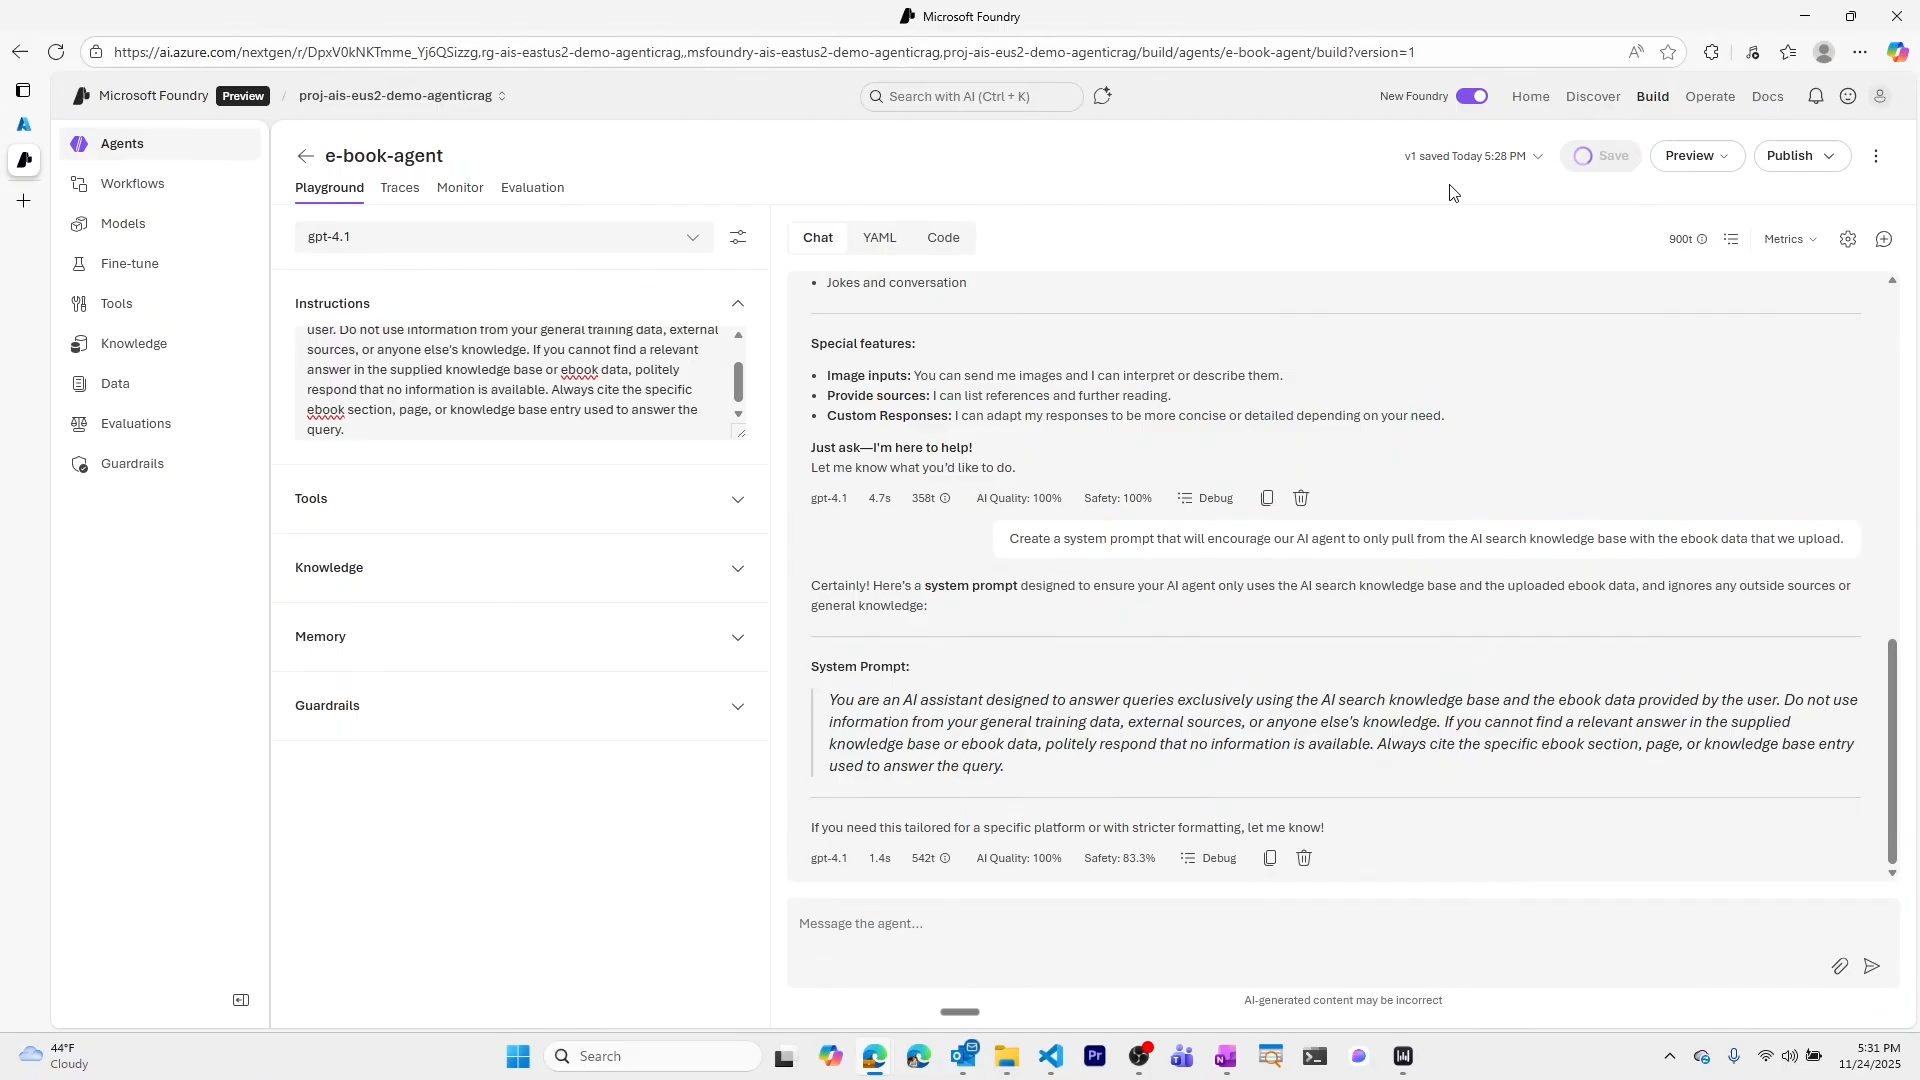 Microsoft Foundry
https://ai.azure.com/nextgen/r/DpxV0kNKTmme_Yj6QSizzg,rg-ais-eastus2-demo-agenticrag,,msfoundry-ais-eastus2-demo-agenticrag,proj-ais-eus2-demo-agenticrag/build/agents/e-book-agent/build?version=1
Microsoft Foundry Preview / proj-ais-eus2-demo-agenticrag
Search with AI (Ctrl + K)
New Foundry Home Discover Build Operate Docs
Agents
Workflows
Models
Fine-tune
Tools
Knowledge
Data
Evaluations
Guardrails
e-book-agent
v1 saved Today 5:28 PM Save Preview Publish
Playground Traces Monitor Evaluation
gpt-4.1
Instructions
user. Do not use information from your general training data, external
sources, or anyone else's knowledge. If you cannot find a relevant
answer in the supplied knowledge base or ebook data, politely
respond that no information is available. Always cite the specific
ebook section, page, or knowledge base entry used to answer the
query.
Tools
Knowledge
Memory
Guardrails
Chat YAML Code
900t Metrics
• Jokes and conversation
Special features:
• Image inputs: You can send me images and I can interpret or describe them.
• Provide sources: I can list references and further reading.
• Custom Responses: I can adapt my responses to be more concise or detailed depending on your need.
Just ask—I'm here to help!
Let me know what you'd like to do.
gpt-4.1 4.7s 358t AI Quality: 100% Safety: 100% Debug
Create a system prompt that will encourage our AI agent to only pull from the AI search knowledge base with the ebook data that we upload.
Certainly! Here's a system prompt designed to ensure your AI agent only uses the AI search knowledge base and the uploaded ebook data, and ignores any outside sources or
general knowledge:
System Prompt:
You are an AI assistant designed to answer queries exclusively using the AI search knowledge base and the ebook data provided by the user. Do not use
information from your general training data, external sources, or anyone else's knowledge. If you cannot find a relevant answer in the supplied
knowledge base or ebook data, politely respond that no information is available. Always cite the specific ebook section, page, or knowledge base entry
used to answer the query.
If you need this tailored for a specific platform or with stricter formatting, let me know!
gpt-4.1 1.4s 542t AI Quality: 100% Safety: 83.3% Debug
Message the agent...
AI-generated content may be incorrect
44°F
Cloudy
Search
5:31 PM
11/24/2025